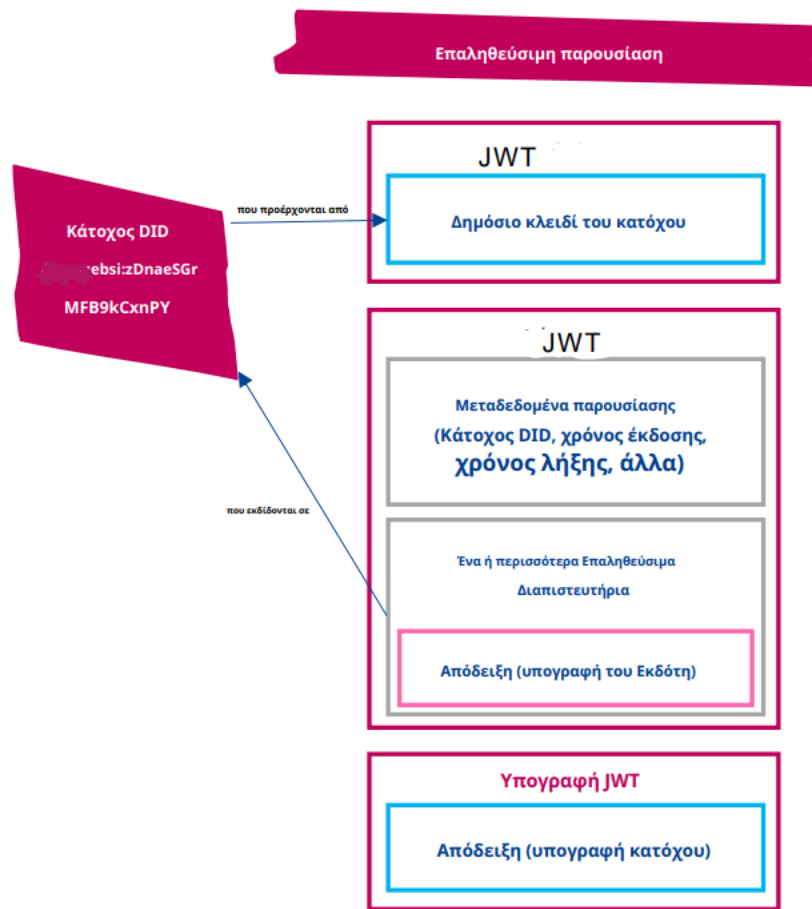 Επαληθεύσιμη παρουσίαση
JWT
που προέρχονται από
Δημόσιο κλειδί του κατόχου
Κάτοχος DID
ebsi:zDnaeSGr
MFB9kCxnPY
JWT
Μεταδεδομένα παρουσίασης
(Κάτοχος DID, χρόνος έκδοσης,
χρόνος λήξης, άλλα)
που εκδίδονται σε
Ένα ή περισσότερα Επαληθεύσιμα
Διαπιστευτήρια
Απόδειξη (υπογραφή του Εκδότη)
Υπογραφή JWT
Απόδειξη (υπογραφή κατόχου)